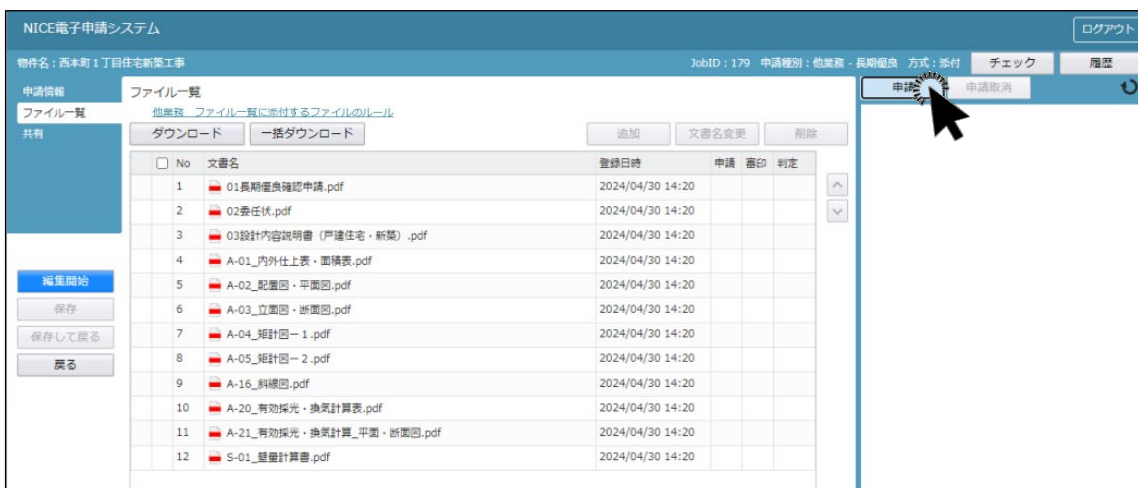 NICE電子申請システム
ログアウト
物件名：西本町１丁目住宅新築工事
JobID：179 申請種別：他業務 - 長期優良 方式：添付
チェック
履歴
申請情報
ファイル一覧
共有
ファイル一覧
他業務 ファイル一覧に添付するファイルのルール
ダウンロード
一括ダウンロード
追加
文書名変更
削除
申請取消
No 文書名 登録日時 申請 審印 判定
1 01長期優良確認申請.pdf 2024/04/30 14:20
2 02委任状.pdf 2024/04/30 14:20
3 03設計内容説明書（戸建住宅・新築）.pdf 2024/04/30 14:20
4 A-01_内外仕上表・面積表.pdf 2024/04/30 14:20
5 A-02_配置図・平面図.pdf 2024/04/30 14:20
6 A-03_立面図・断面図.pdf 2024/04/30 14:20
7 A-04_矩計図ー１.pdf 2024/04/30 14:20
8 A-05_矩計図ー２.pdf 2024/04/30 14:20
9 A-16_斜線図.pdf 2024/04/30 14:20
10 A-20_有効採光・換気計算表.pdf 2024/04/30 14:20
11 A-21_有効採光・換気計算_平面・断面図.pdf 2024/04/30 14:20
12 S-01_壁量計算書.pdf 2024/04/30 14:20
編集開始
保存
保存して戻る
戻る